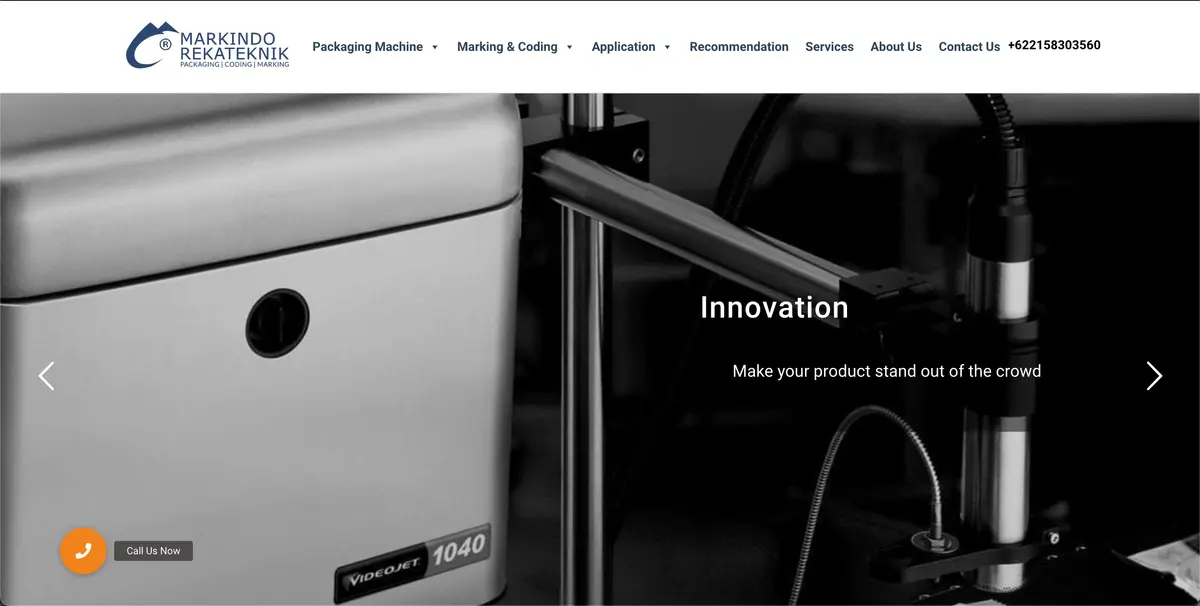 MARKINDO
®
REKATEKNIK
PACKAGING | CODING | MARKING
Packaging Machine
Marking & Coding
Application
Recommendation
Services
About Us
Contact Us
+622158303560
Innovation
Make your product stand out of the crowd
Call Us Now
VIDEOJET 1040